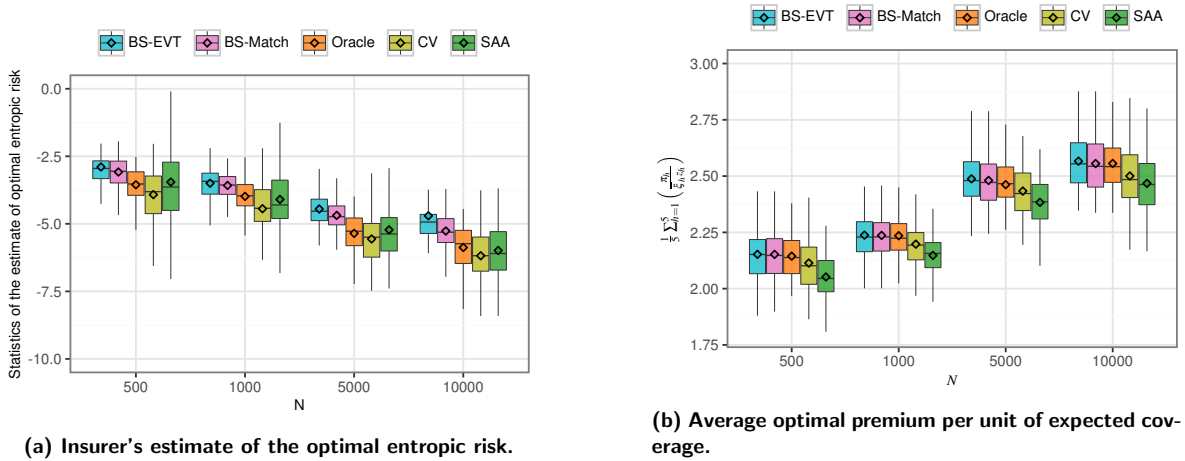 BS-EVT BS-Match Oracle CV SAA
Statistics of the estimate of optimal entropic risk
0.0
-2.5
-5.0
-7.5
-10.0
500 1000 5000 10000
N
(a) Insurer's estimate of the optimal entropic risk.
BS-EVT BS-Match Oracle CV SAA
3.00
2.75
2.50
2.25
2.00
1.75
500 1000 5000 10000
N
(b) Average optimal premium per unit of expected cov-
erage.